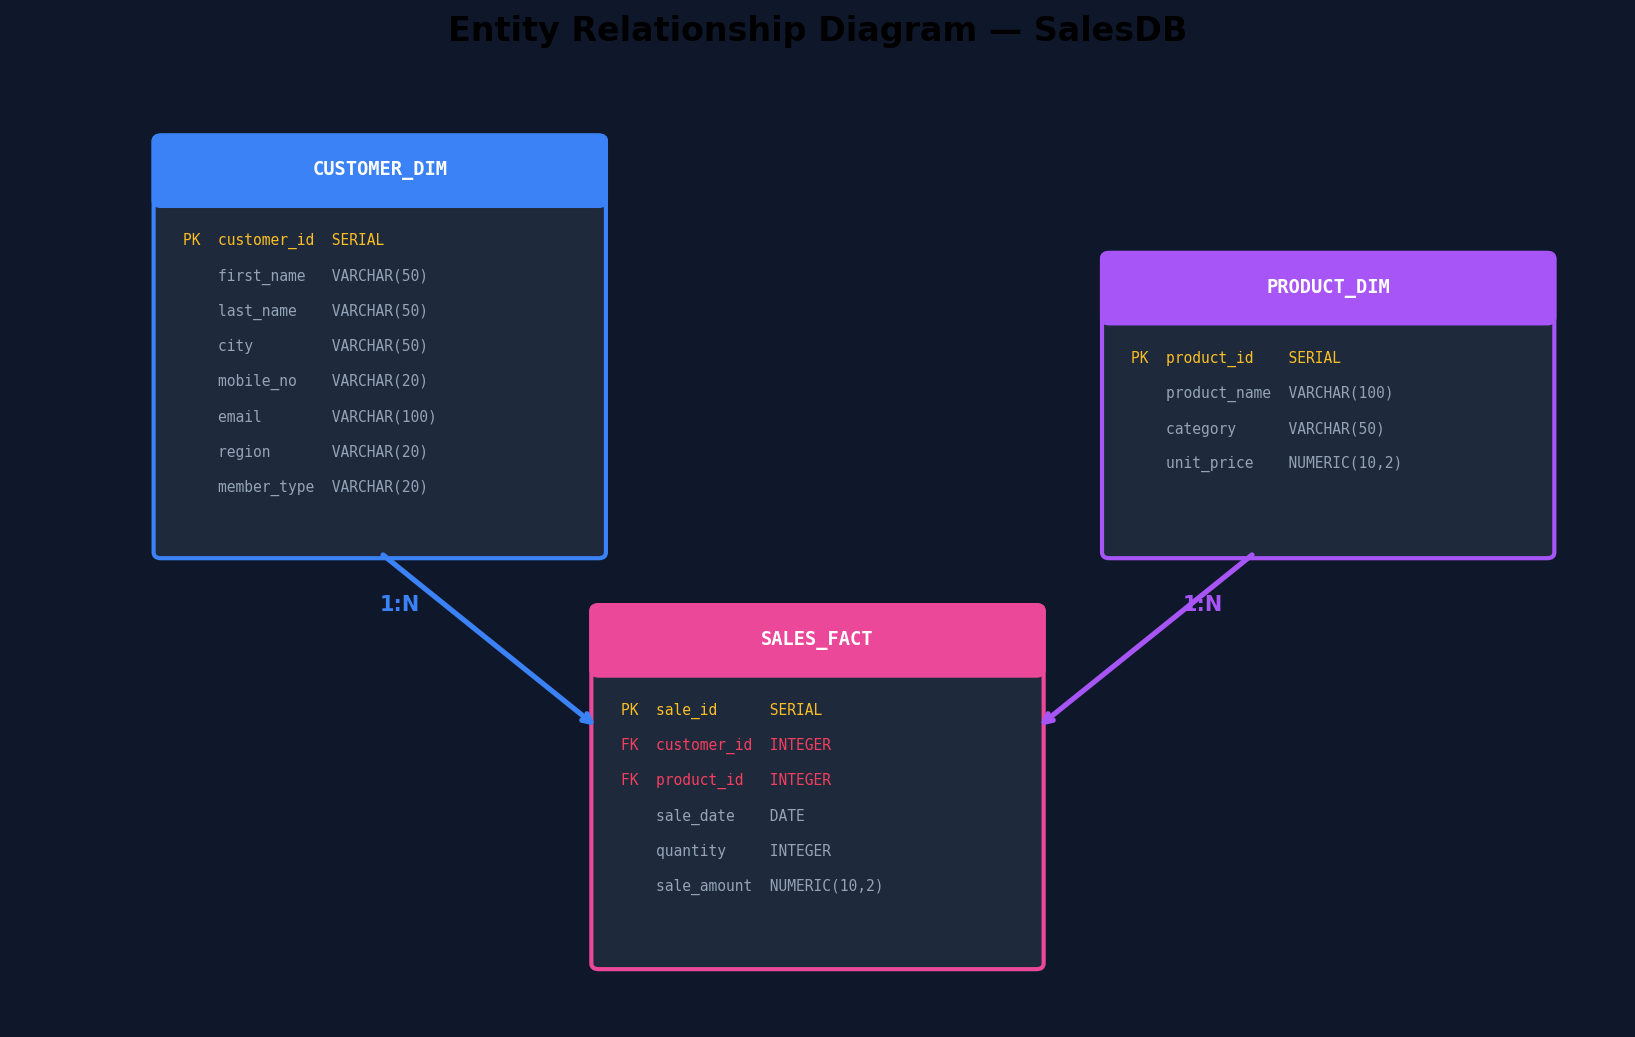 Entity Relationship Diagram — SalesDB
CUSTOMER_DIM
PK  customer_id  SERIAL
first_name   VARCHAR(50)
last_name    VARCHAR(50)
city         VARCHAR(50)
mobile_no    VARCHAR(20)
email        VARCHAR(100)
region       VARCHAR(20)
member_type  VARCHAR(20)
PRODUCT_DIM
PK  product_id    SERIAL
product_name  VARCHAR(100)
category      VARCHAR(50)
unit_price    NUMERIC(10,2)
1:N
1:N
SALES_FACT
PK  sale_id      SERIAL
FK  customer_id  INTEGER
FK  product_id   INTEGER
sale_date    DATE
quantity     INTEGER
sale_amount  NUMERIC(10,2)